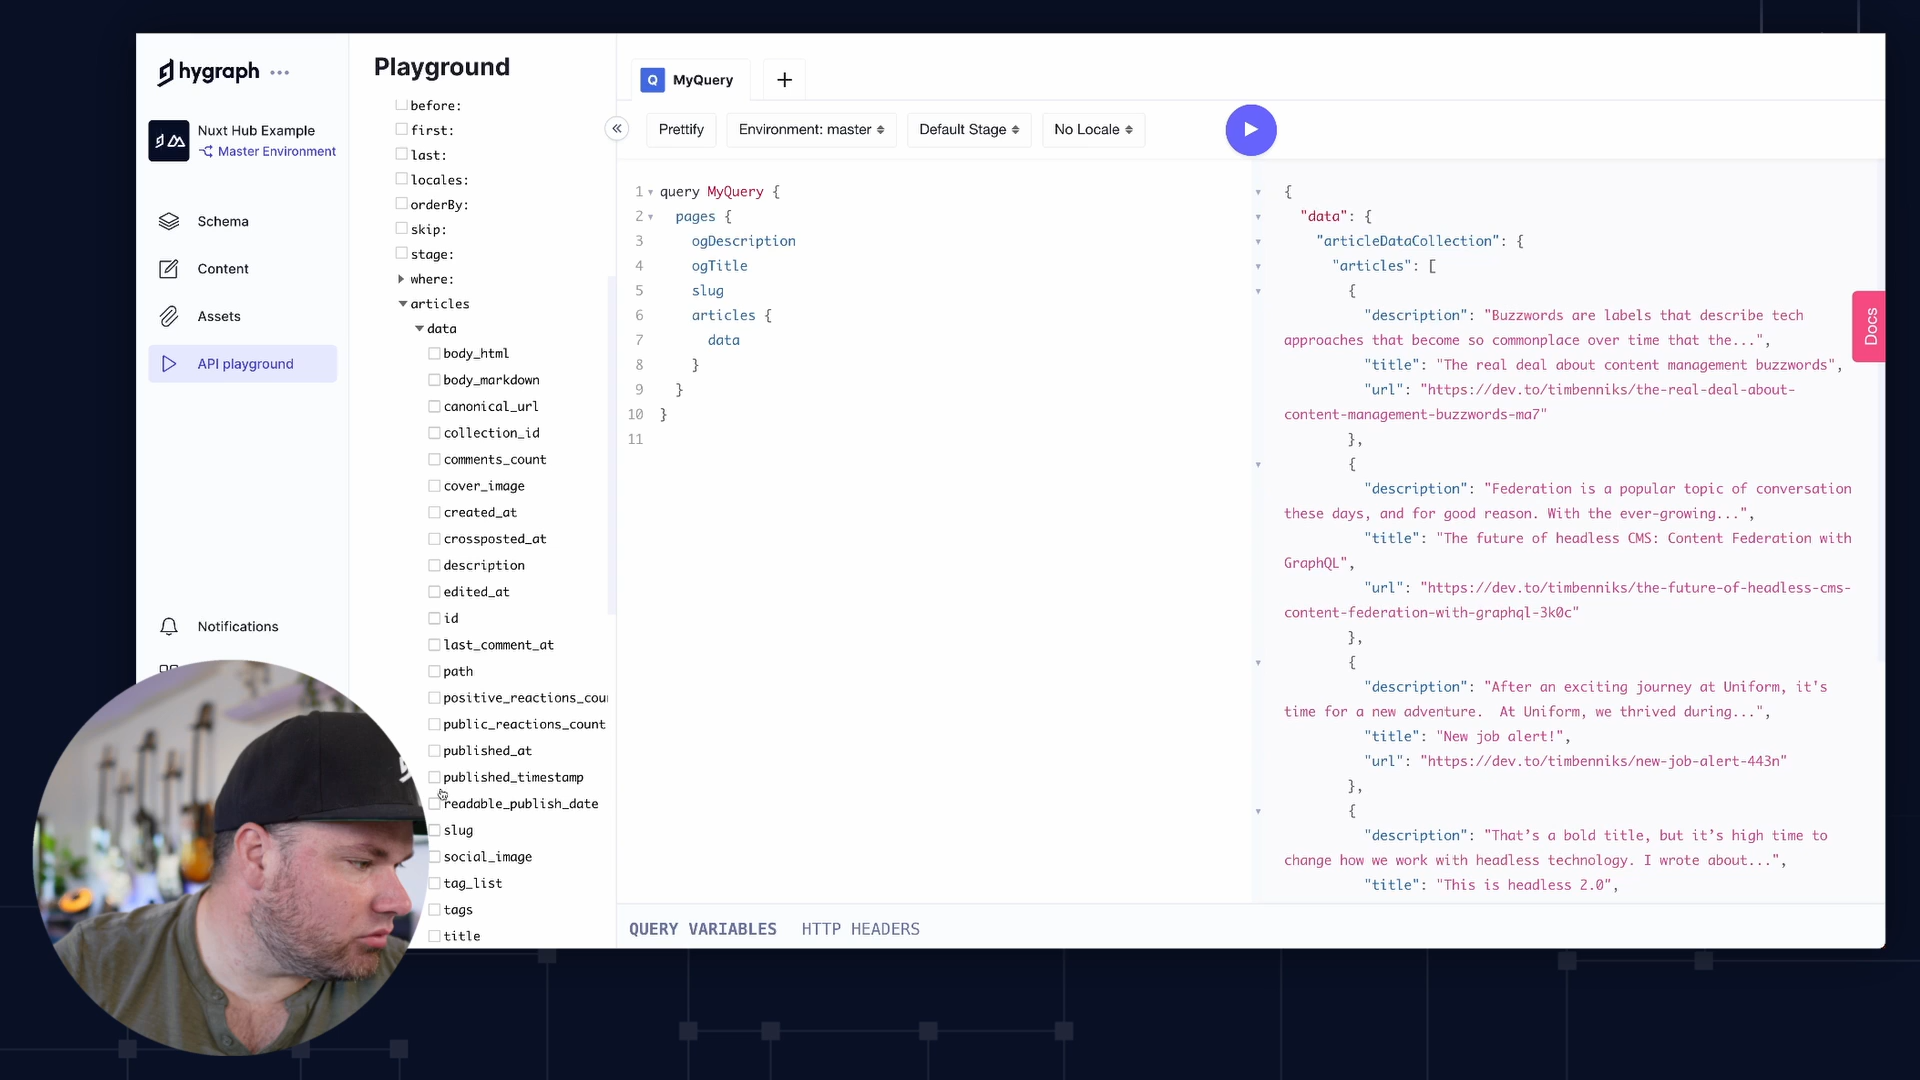 hygraph
Nuxt Hub Example
Master Environment
Schema
Content
Assets
API playground
Notifications
Playground
before:
first:
last:
locales:
orderBy:
skip:
stage:
where:
articles
data
body_html
body_markdown
canonical_url
collection_id
comments_count
cover_image
created_at
crossposted_at
description
edited_at
id
last_comment_at
path
positive_reactions_cou
public_reactions_count
published_at
published_timestamp
readable_publish_date
slug
social_image
tag_list
tags
title
Q MyQuery +
Prettify
Environment: master
Default Stage
No Locale
1 query MyQuery {
2 pages {
3 ogDescription
4 ogTitle
5 slug
6 articles {
7 data
8 }
9 }
10 }
11
QUERY VARIABLES HTTP HEADERS
{
"data": {
"articleDataCollection": {
"articles": [
{
"description": "Buzzwords are labels that describe tech
approaches that become so commonplace over time that the...",
"title": "The real deal about content management buzzwords",
"url": "https://dev.to/timbenniks/the-real-deal-about-
content-management-buzzwords-ma7"
},
{
"description": "Federation is a popular topic of conversation
these days, and for good reason. With the ever-growing...",
"title": "The future of headless CMS: Content Federation with
GraphQL",
"url": "https://dev.to/timbenniks/the-future-of-headless-cms-
content-federation-with-graphql-3k0c"
},
{
"description": "After an exciting journey at Uniform, it's
time for a new adventure.  At Uniform, we thrived during...",
"title": "New job alert!",
"url": "https://dev.to/timbenniks/new-job-alert-443n"
},
{
"description": "That’s a bold title, but it’s high time to
change how we work with headless technology. I wrote about...",
"title": "This is headless 2.0",
Docs